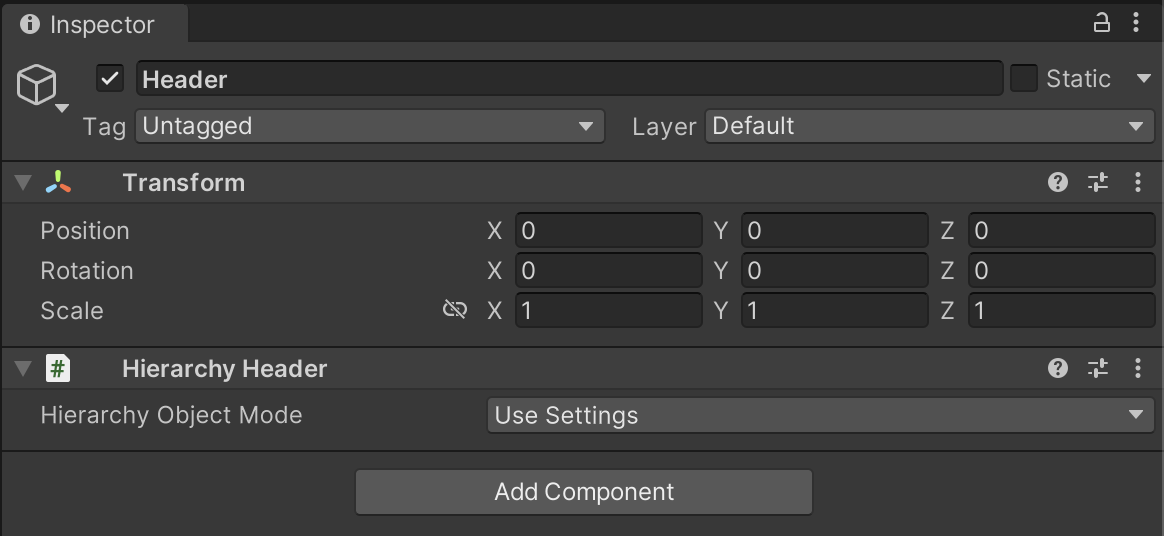 Inspector
Header Static
Tag Untagged Layer Default
Transform
Position X 0 Y 0 Z 0
Rotation X 0 Y 0 Z 0
Scale X 1 Y 1 Z 1
# Hierarchy Header
Hierarchy Object Mode Use Settings
Add Component